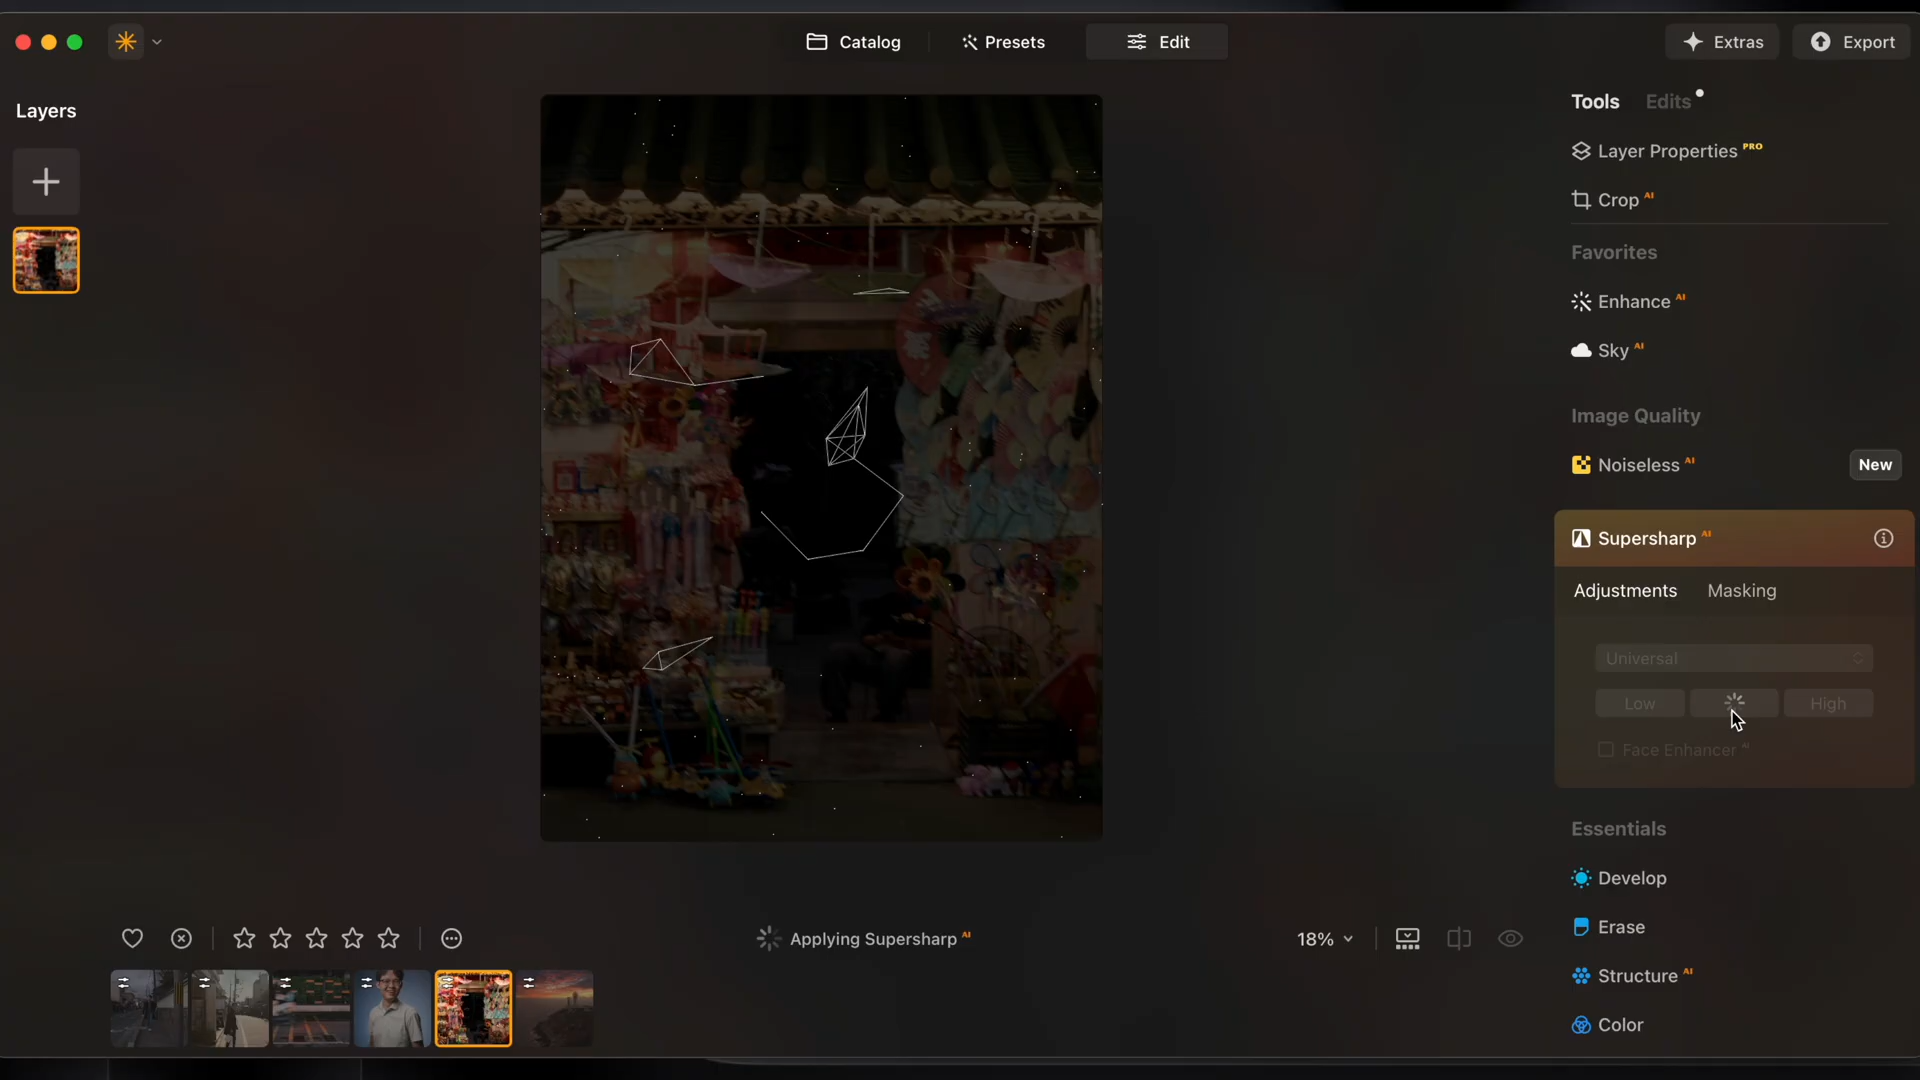 Catalog
Presets
Edit
Extras
Export
Layers
Tools
Edits
Layer Properties PRO
Crop AI
Favorites
Enhance AI
Sky AI
Image Quality
Noiseless AI
New
Supersharp AI
Adjustments
Masking
Universal
Low
High
Face Enhancer AI
Essentials
Develop
Erase
Structure AI
Color
Applying Supersharp AI
18%